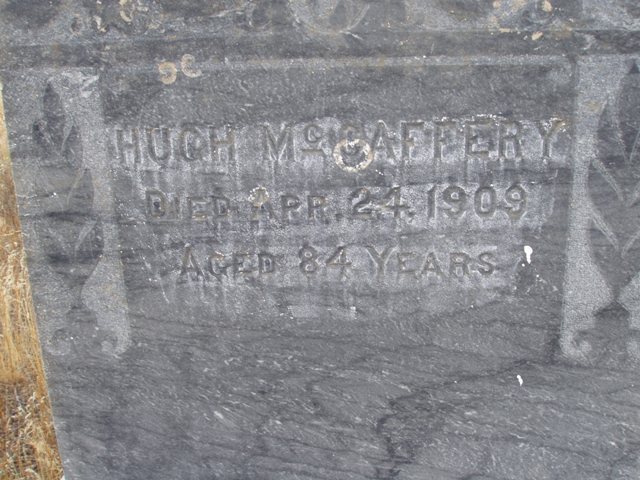 HUGH McCAFFERY
DIED APR. 24. 1909
AGED 84 YEARS